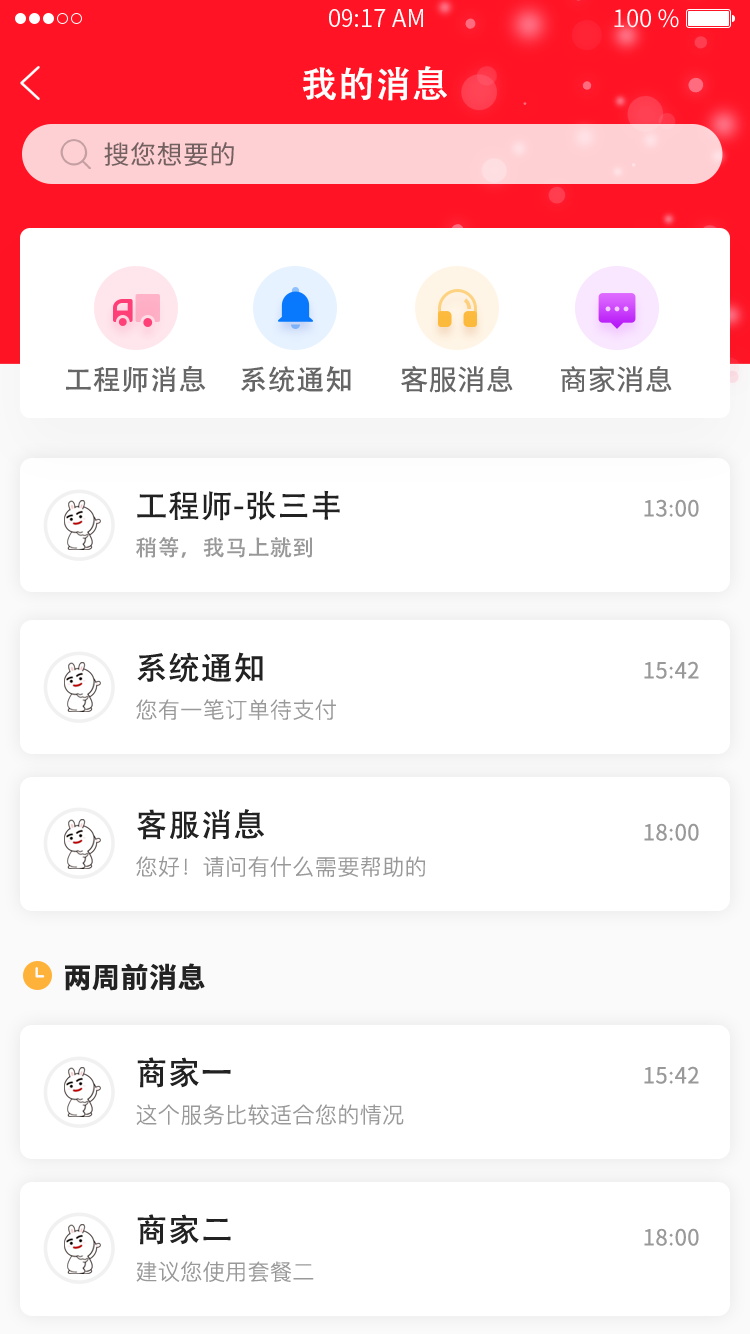 09:17 AM
100 %
我的消息
搜您想要的
工程师消息 系统通知 客服消息 商家消息
工程师-张三丰
13:00
稍等，我马上就到
系统通知
15:42
您有一笔订单待支付
客服消息
18:00
您好！请问有什么需要帮助的
两周前消息
商家一
15:42
这个服务比较适合您的情况
商家二
18:00
建议您使用套餐二